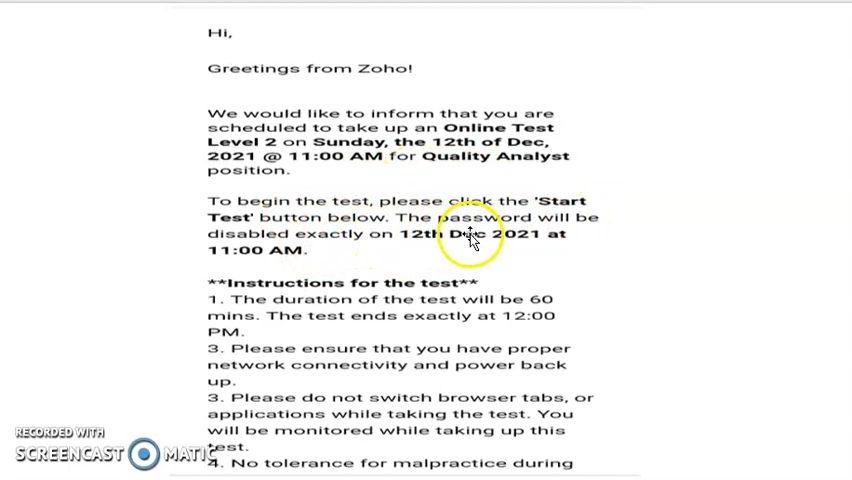 Hi,
Greetings from Zoho!
We would like to inform that you are
scheduled to take up an Online Test
Level 2 on Sunday, the 12th of Dec,
2021 @ 11:00 AM for Quality Analyst
position.
To begin the test, please click the 'Start
Test' button below. The password will be
disabled exactly on 12th Dec 2021 at
11:00 AM.
**Instructions for the test**
1. The duration of the test will be 60
mins. The test ends exactly at 12:00
PM.
3. Please ensure that you have proper
network connectivity and power back
up.
3. Please do not switch browser tabs, or
applications while taking the test. You
will be monitored while taking up this
test.
4. No tolerance for malpractice during
RECORDED WITH
SCREENCAST MATIC